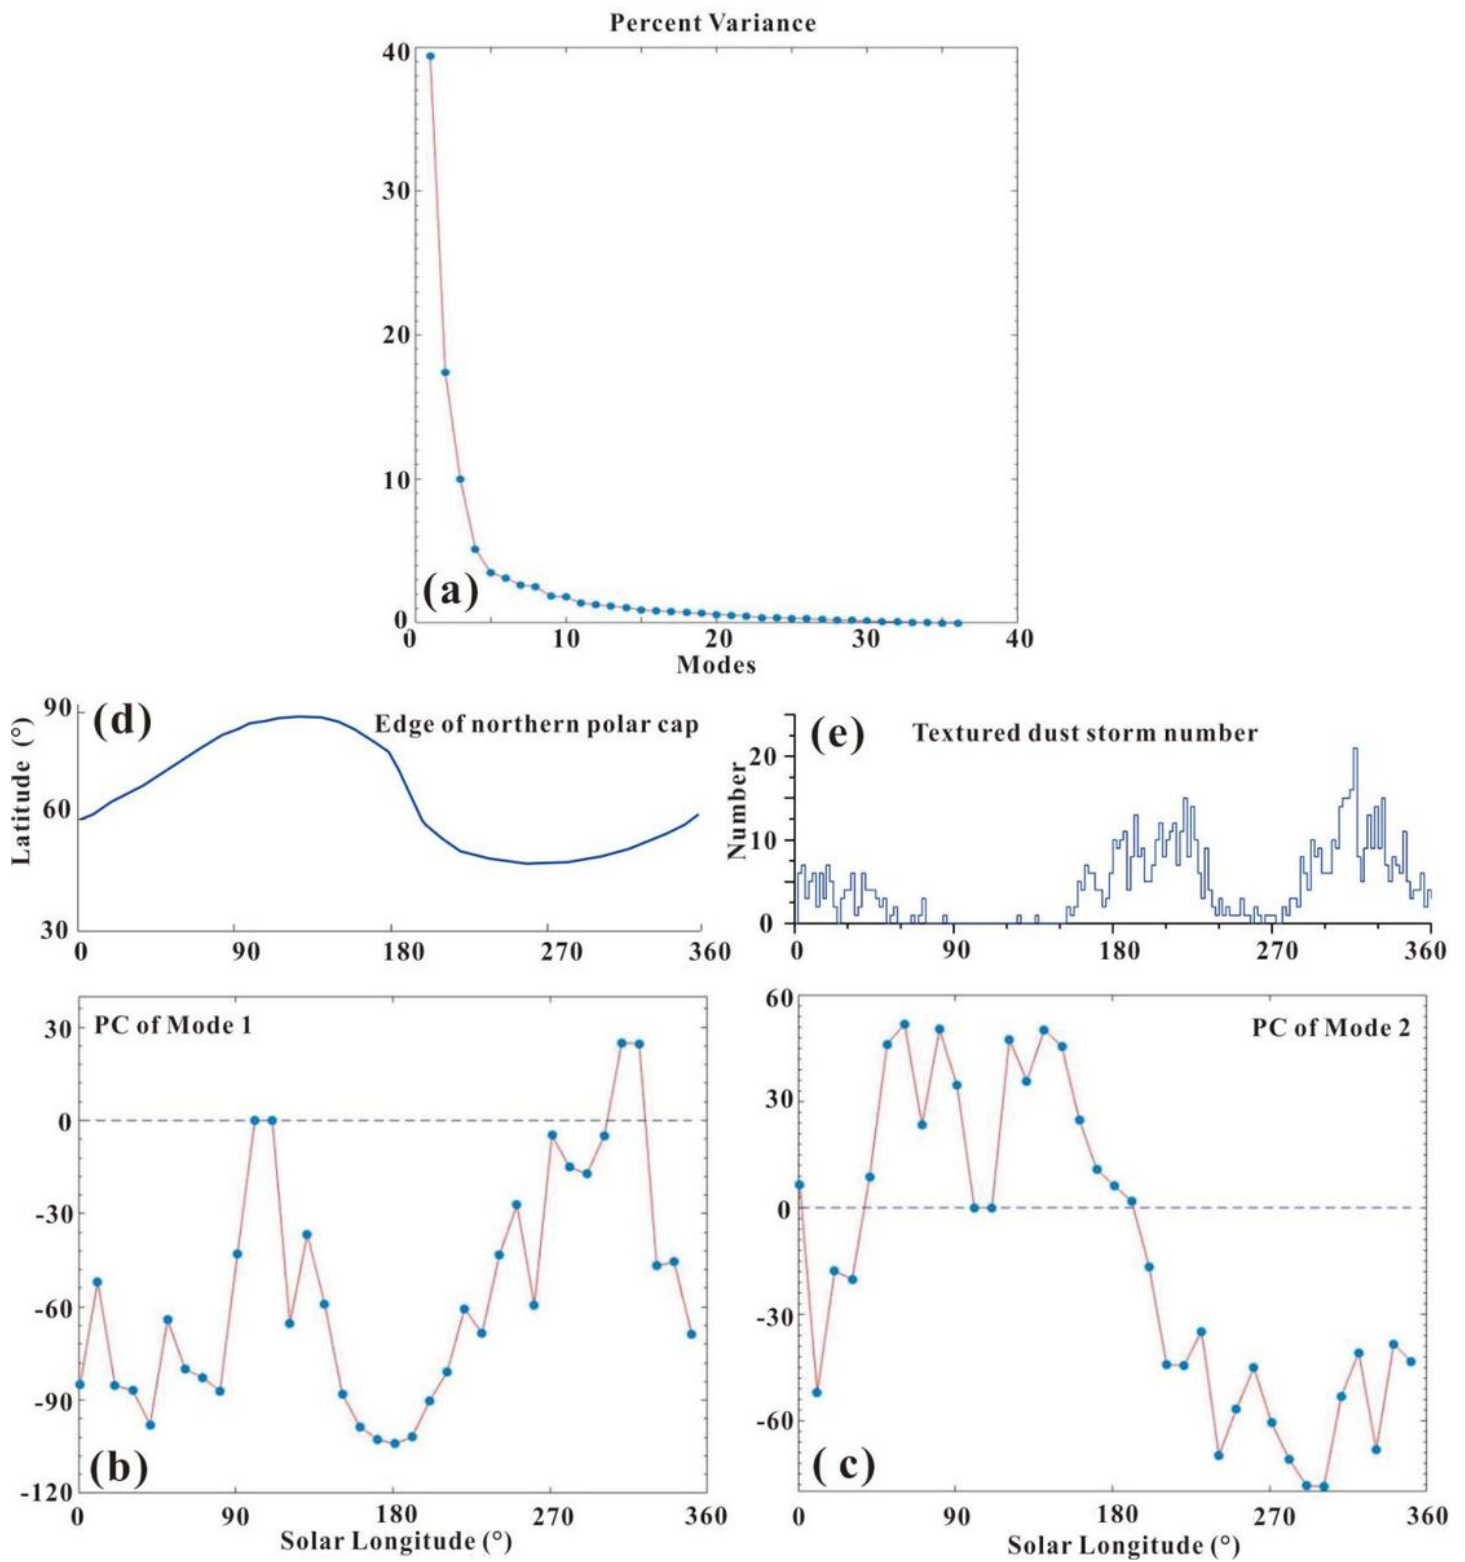 Percent Variance
40
30
20
10
0
(a)
0 10 20 30 40
Modes
90
60
30
Latitude (°)
(d)
Edge of northern polar cap
0 90 180 270 360
20
10
0
Number
(e)
Textured dust storm number
0 90 180 270 360
30
0
-30
-60
-90
-120
PC of Mode 1
(b)
0 90 180 270 360
Solar Longitude (°)
60
30
0
-30
-60
PC of Mode 2
( c)
0 90 180 270 360
Solar Longitude (°)